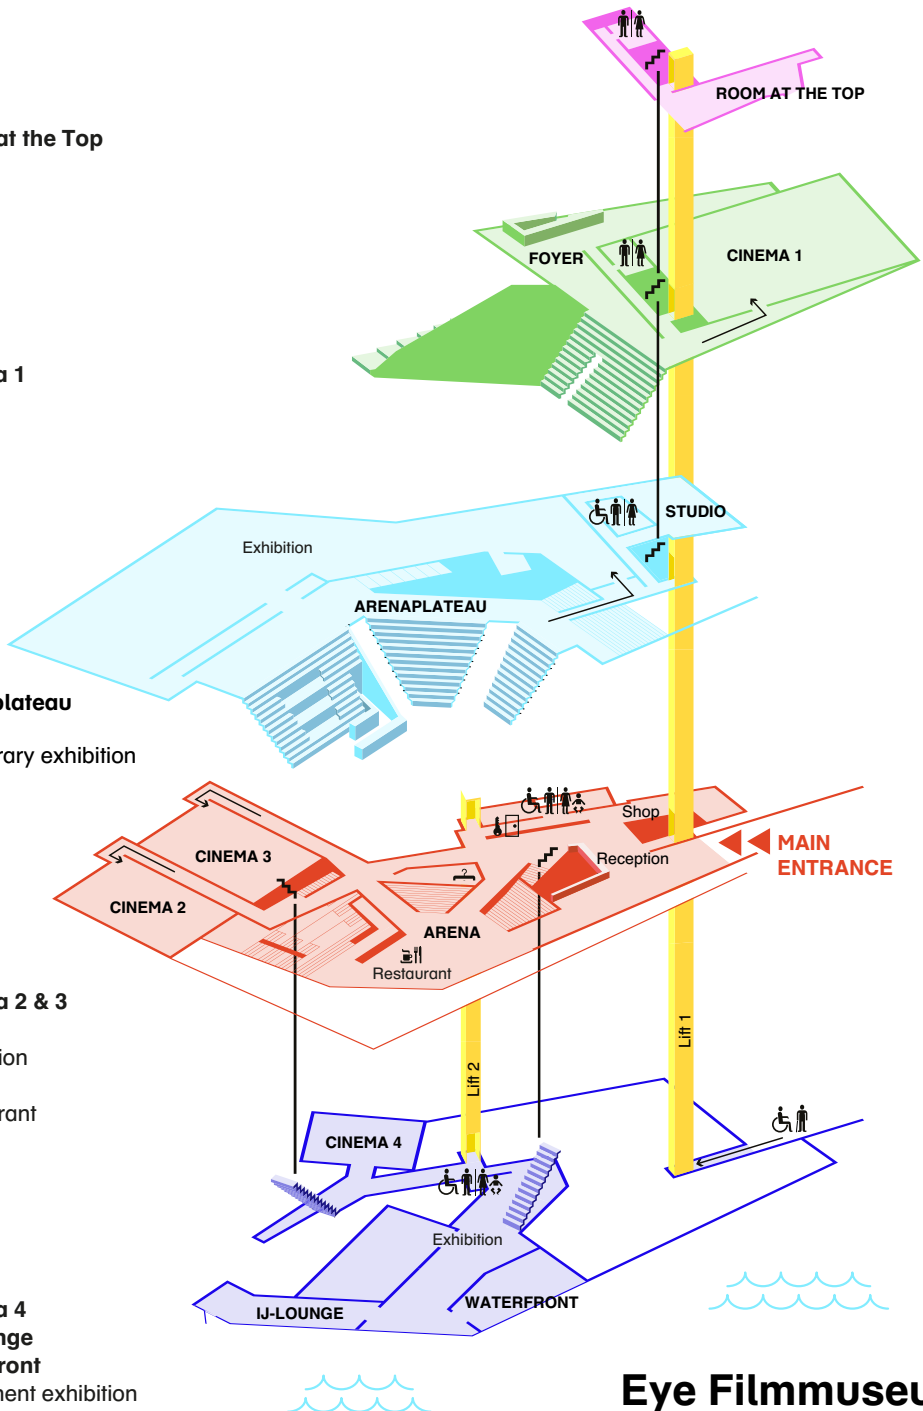 at the Top
ROOM AT THE TOP
FOYER
CINEMA 1
a 1
STUDIO
Exhibition
ARENAPLATEAU
plateau
rary exhibition
Shop
CINEMA 3
Reception
MAIN
ENTRANCE
CINEMA 2
?
ARENA
Restaurant
a 2 & 3
tion
rant
Lift 1
Lift 2
CINEMA 4
Exhibition
IJ-LOUNGE
WATERFRONT
a 4
nge
ront
nent exhibition
Eye Filmmuseu